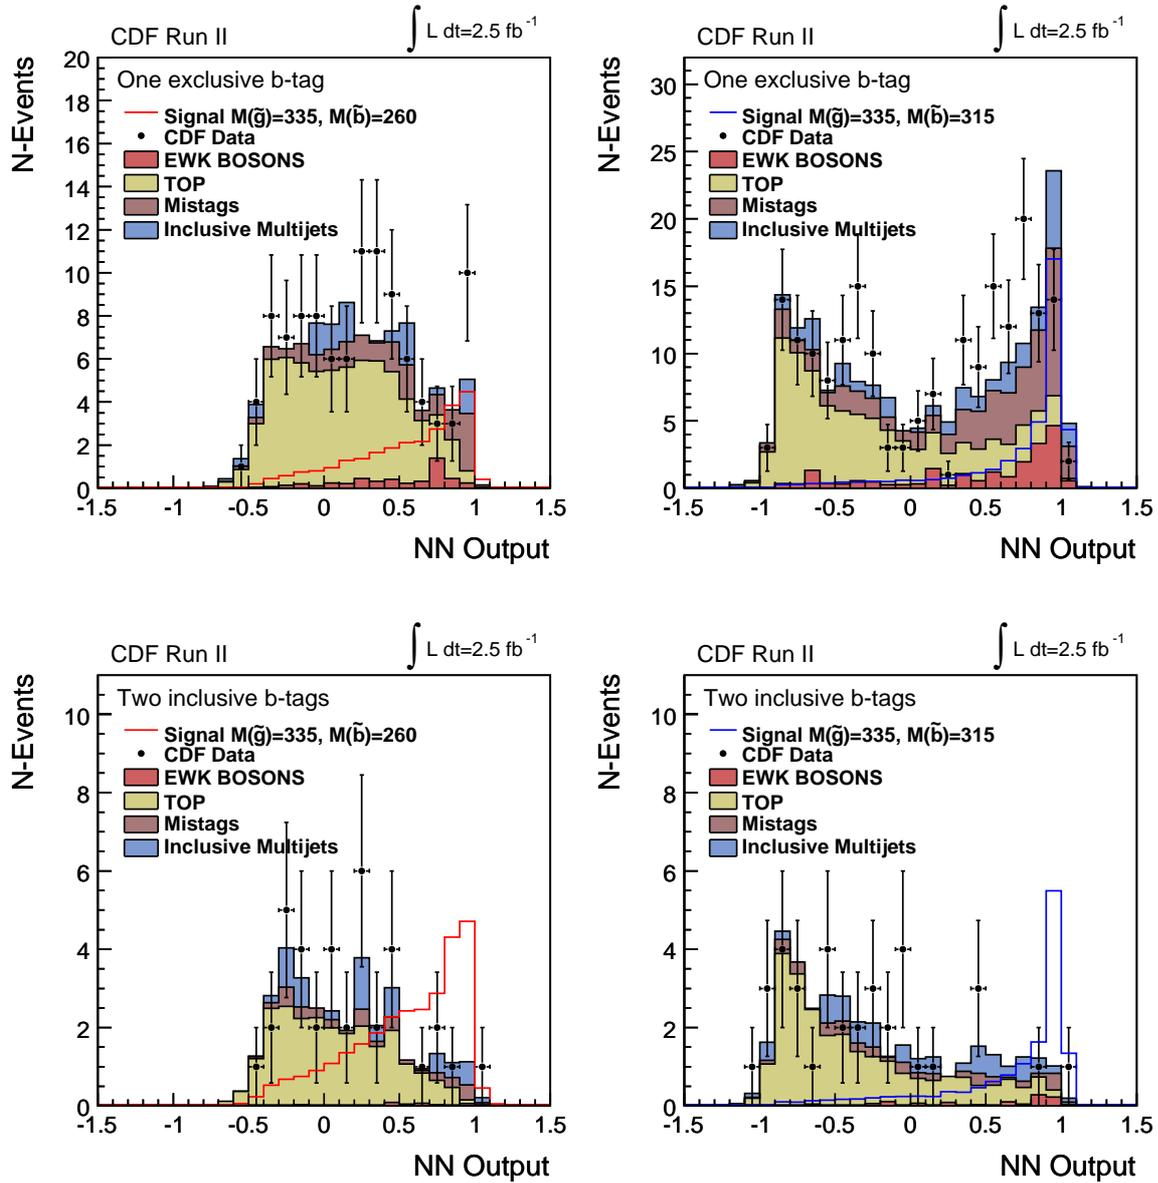 CDF Run II ∫ L dt=2.5 fb⁻¹
One exclusive b-tag
Signal M(g̃)=335, M(b̃)=260
CDF Data
EWK BOSONS
TOP
Mistags
Inclusive Multijets
N-Events
20
18
16
14
12
10
8
6
4
2
0
-1.5 -1 -0.5 0 0.5 1 1.5
NN Output
CDF Run II ∫ L dt=2.5 fb⁻¹
One exclusive b-tag
Signal M(g̃)=335, M(b̃)=315
CDF Data
EWK BOSONS
TOP
Mistags
Inclusive Multijets
N-Events
30
25
20
15
10
5
0
-1.5 -1 -0.5 0 0.5 1 1.5
NN Output
CDF Run II ∫ L dt=2.5 fb⁻¹
Two inclusive b-tags
Signal M(g̃)=335, M(b̃)=260
CDF Data
EWK BOSONS
TOP
Mistags
Inclusive Multijets
N-Events
10
8
6
4
2
0
-1.5 -1 -0.5 0 0.5 1 1.5
NN Output
CDF Run II ∫ L dt=2.5 fb⁻¹
Two inclusive b-tags
Signal M(g̃)=335, M(b̃)=315
CDF Data
EWK BOSONS
TOP
Mistags
Inclusive Multijets
N-Events
10
8
6
4
2
0
-1.5 -1 -0.5 0 0.5 1 1.5
NN Output